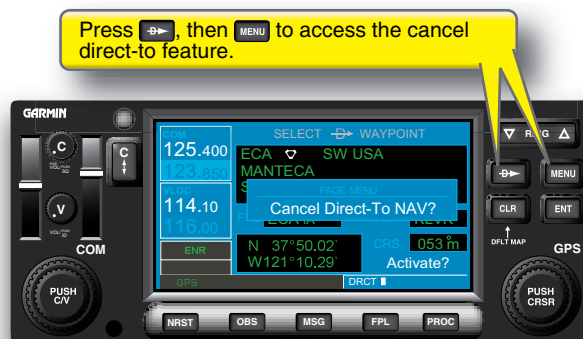 Press D, then MENU to access the cancel
direct-to feature.
GARMIN
C
PULL VOL/PUSH SQ
C
V
VOL/PUSH ID
COM
PUSH C/V
COM
125.400
123.850
VLOC
114.10
116.00
ENR
GPS
SELECT D WAYPOINT
ECA SW USA
MANTECA
PAGE MENU
Cancel Direct-To NAV?
N 37°50.02'
W121°10.29'
CRS 053°m
Activate?
DRCT
RNG
D
MENU
CLR
ENT
DFLT MAP
GPS
PUSH CRSR
NRST
OBS
MSG
FPL
PROC